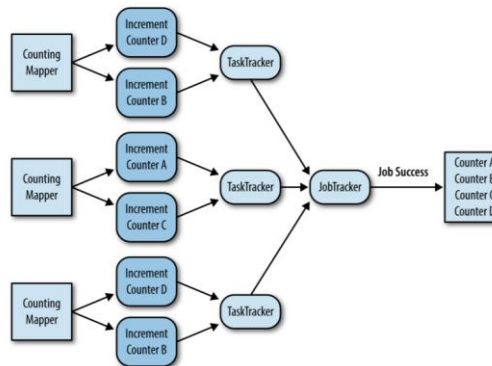 Counting
Mapper
Increment
Counter D
Increment
Counter B
TaskTracker
Counting
Mapper
Increment
Counter A
Increment
Counter C
TaskTracker
JobTracker
Job Success
Counter A
Counter B
Counter C
Counter D
Counting
Mapper
Increment
Counter D
Increment
Counter B
TaskTracker